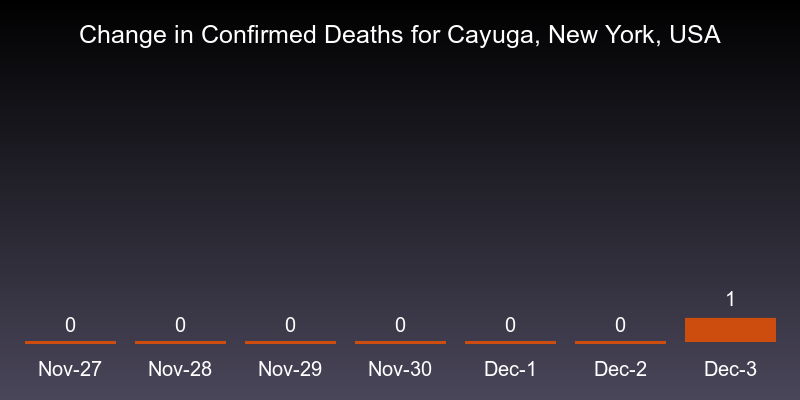 Change in Confirmed Deaths for Cayuga, New York, USA
0 0 0 0 0 0 1
Nov-27 Nov-28 Nov-29 Nov-30 Dec-1 Dec-2 Dec-3